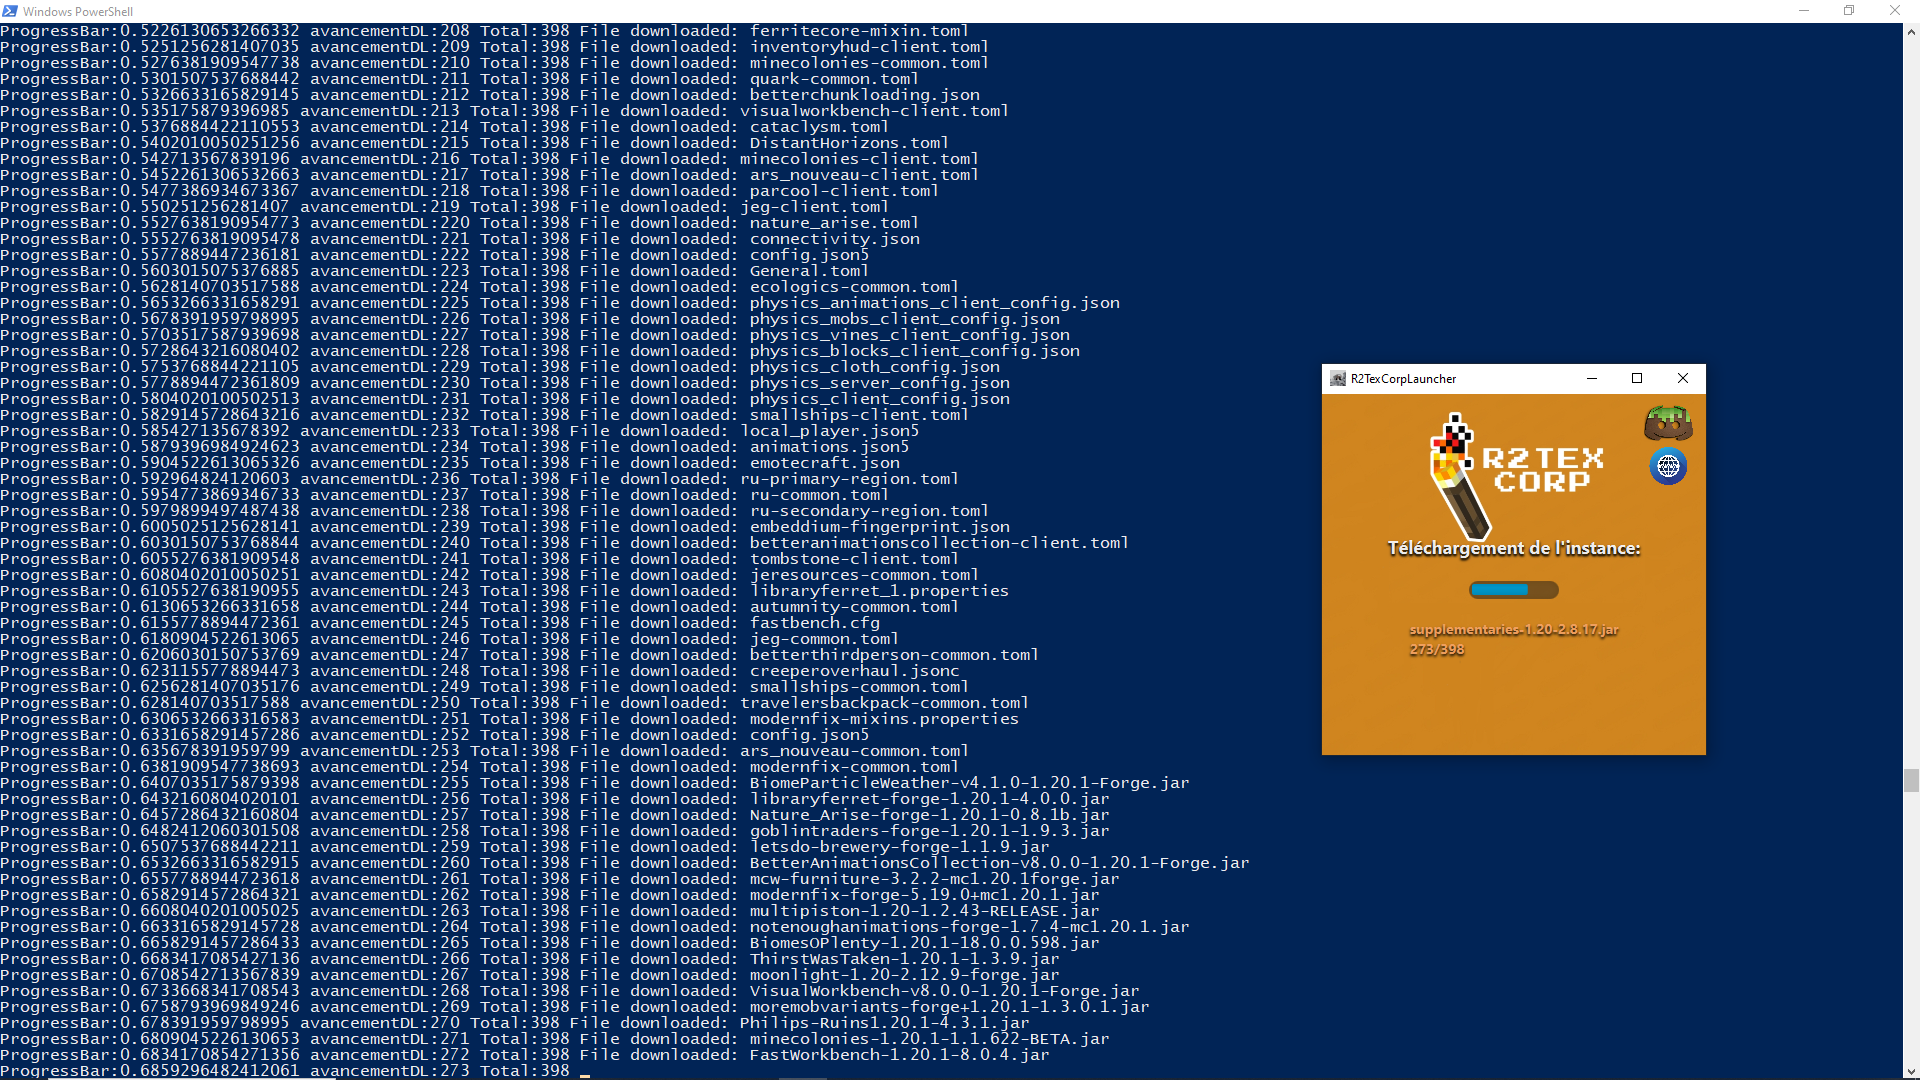 Windows PowerShell
ProgressBar:0.5226130653266332 avancementDL:208 Total:398 File downloaded: ferritecore-mixin.toml
ProgressBar:0.5251256281407035 avancementDL:209 Total:398 File downloaded: inventoryhud-client.toml
ProgressBar:0.5276381909547738 avancementDL:210 Total:398 File downloaded: minecolonies-common.toml
ProgressBar:0.5301507537688442 avancementDL:211 Total:398 File downloaded: quark-common.toml
ProgressBar:0.5326633165829145 avancementDL:212 Total:398 File downloaded: betterchunkloading.json
ProgressBar:0.535175879396985 avancementDL:213 Total:398 File downloaded: visualworkbench-client.toml
ProgressBar:0.5376884422110553 avancementDL:214 Total:398 File downloaded: cataclysm.toml
ProgressBar:0.5402010050251256 avancementDL:215 Total:398 File downloaded: DistantHorizons.toml
ProgressBar:0.542713567839196 avancementDL:216 Total:398 File downloaded: minecolonies-client.toml
ProgressBar:0.5452261306532663 avancementDL:217 Total:398 File downloaded: ars_nouveau-client.toml
ProgressBar:0.5477386934673367 avancementDL:218 Total:398 File downloaded: parcool-client.toml
ProgressBar:0.550251256281407 avancementDL:219 Total:398 File downloaded: jeg-client.toml
ProgressBar:0.5527638190954773 avancementDL:220 Total:398 File downloaded: nature_arise.toml
ProgressBar:0.5552763819095478 avancementDL:221 Total:398 File downloaded: connectivity.json
ProgressBar:0.5577889447236181 avancementDL:222 Total:398 File downloaded: config.json5
ProgressBar:0.5603015075376885 avancementDL:223 Total:398 File downloaded: General.toml
ProgressBar:0.5628140703517588 avancementDL:224 Total:398 File downloaded: ecologics-common.toml
ProgressBar:0.5653266331658291 avancementDL:225 Total:398 File downloaded: physics_animations_client_config.json
ProgressBar:0.5678391959798995 avancementDL:226 Total:398 File downloaded: physics_mobs_client_config.json
ProgressBar:0.5703517587939698 avancementDL:227 Total:398 File downloaded: physics_vines_client_config.json
ProgressBar:0.5728643216080402 avancementDL:228 Total:398 File downloaded: physics_blocks_client_config.json
ProgressBar:0.5753768844221105 avancementDL:229 Total:398 File downloaded: physics_cloth_config.json
ProgressBar:0.5778894472361809 avancementDL:230 Total:398 File downloaded: physics_server_config.json
ProgressBar:0.5804020100502513 avancementDL:231 Total:398 File downloaded: physics_client_config.json
ProgressBar:0.5829145728643216 avancementDL:232 Total:398 File downloaded: smallships-client.toml
ProgressBar:0.585427135678392 avancementDL:233 Total:398 File downloaded: local_player.json5
ProgressBar:0.5879396984924623 avancementDL:234 Total:398 File downloaded: animations.json5
ProgressBar:0.5904522613065326 avancementDL:235 Total:398 File downloaded: emotecraft.json
ProgressBar:0.592964824120603 avancementDL:236 Total:398 File downloaded: ru-primary-region.toml
ProgressBar:0.5954773869346733 avancementDL:237 Total:398 File downloaded: ru-common.toml
ProgressBar:0.5979899497487438 avancementDL:238 Total:398 File downloaded: ru-secondary-region.toml
ProgressBar:0.6005025125628141 avancementDL:239 Total:398 File downloaded: embeddium-fingerprint.json
ProgressBar:0.6030150753768844 avancementDL:240 Total:398 File downloaded: betteranimationscollection-client.toml
ProgressBar:0.6055276381909548 avancementDL:241 Total:398 File downloaded: tombstone-client.toml
ProgressBar:0.6080402010050251 avancementDL:242 Total:398 File downloaded: jeresources-common.toml
ProgressBar:0.6105527638190955 avancementDL:243 Total:398 File downloaded: libraryferret_1.properties
ProgressBar:0.6130653266331658 avancementDL:244 Total:398 File downloaded: autumnity-common.toml
ProgressBar:0.6155778894472361 avancementDL:245 Total:398 File downloaded: fastbench.cfg
ProgressBar:0.6180904522613065 avancementDL:246 Total:398 File downloaded: jeg-common.toml
ProgressBar:0.6206030150753769 avancementDL:247 Total:398 File downloaded: betterthirdperson-common.toml
ProgressBar:0.6231155778894473 avancementDL:248 Total:398 File downloaded: creeperoverhaul.jsonc
ProgressBar:0.6256281407035176 avancementDL:249 Total:398 File downloaded: smallships-common.toml
ProgressBar:0.628140703517588 avancementDL:250 Total:398 File downloaded: travelersbackpack-common.toml
ProgressBar:0.6306532663316583 avancementDL:251 Total:398 File downloaded: modernfix-mixins.properties
ProgressBar:0.6331658291457286 avancementDL:252 Total:398 File downloaded: config.json5
ProgressBar:0.635678391959799 avancementDL:253 Total:398 File downloaded: ars_nouveau-common.toml
ProgressBar:0.6381909547738693 avancementDL:254 Total:398 File downloaded: modernfix-common.toml
ProgressBar:0.6407035175879398 avancementDL:255 Total:398 File downloaded: BiomeParticleWeather-v4.1.0-1.20.1-Forge.jar
ProgressBar:0.6432160804020101 avancementDL:256 Total:398 File downloaded: libraryferret-forge-1.20.1-4.0.0.jar
ProgressBar:0.6457286432160804 avancementDL:257 Total:398 File downloaded: Nature_Arise-forge-1.20.1-0.8.1b.jar
ProgressBar:0.6482412060301508 avancementDL:258 Total:398 File downloaded: goblintraders-forge-1.20.1-1.9.3.jar
ProgressBar:0.6507537688442211 avancementDL:259 Total:398 File downloaded: letsdo-brewery-forge-1.1.9.jar
ProgressBar:0.6532663316582915 avancementDL:260 Total:398 File downloaded: BetterAnimationsCollection-v8.0.0-1.20.1-Forge.jar
ProgressBar:0.6557788944723618 avancementDL:261 Total:398 File downloaded: mcw-furniture-3.2.2-mc1.20.1forge.jar
ProgressBar:0.6582914572864321 avancementDL:262 Total:398 File downloaded: modernfix-forge-5.19.0+mc1.20.1.jar
ProgressBar:0.6608040201005025 avancementDL:263 Total:398 File downloaded: multipiston-1.20-1.2.43-RELEASE.jar
ProgressBar:0.6633165829145728 avancementDL:264 Total:398 File downloaded: notenoughanimations-forge-1.7.4-mc1.20.1.jar
ProgressBar:0.6658291457286433 avancementDL:265 Total:398 File downloaded: BiomesOPlenty-1.20.1-18.0.0.598.jar
ProgressBar:0.6683417085427136 avancementDL:266 Total:398 File downloaded: ThirstWasTaken-1.20.1-1.3.9.jar
ProgressBar:0.6708542713567839 avancementDL:267 Total:398 File downloaded: moonlight-1.20-2.12.9-forge.jar
ProgressBar:0.6733668341708543 avancementDL:268 Total:398 File downloaded: VisualWorkbench-v8.0.0-1.20.1-Forge.jar
ProgressBar:0.6758793969849246 avancementDL:269 Total:398 File downloaded: moremobvariants-forge+1.20.1-1.3.0.1.jar
ProgressBar:0.678391959798995 avancementDL:270 Total:398 File downloaded: Philips-Ruins1.20.1-4.3.1.jar
ProgressBar:0.6809045226130653 avancementDL:271 Total:398 File downloaded: minecolonies-1.20.1-1.1.622-BETA.jar
ProgressBar:0.6834170854271356 avancementDL:272 Total:398 File downloaded: FastWorkbench-1.20.1-8.0.4.jar
ProgressBar:0.6859296482412061 avancementDL:273 Total:398
R2TexCorpLauncher
R2TEX
CORP
Téléchargement de l'instance:
supplementaries-1.20-2.8.17.jar
273/398